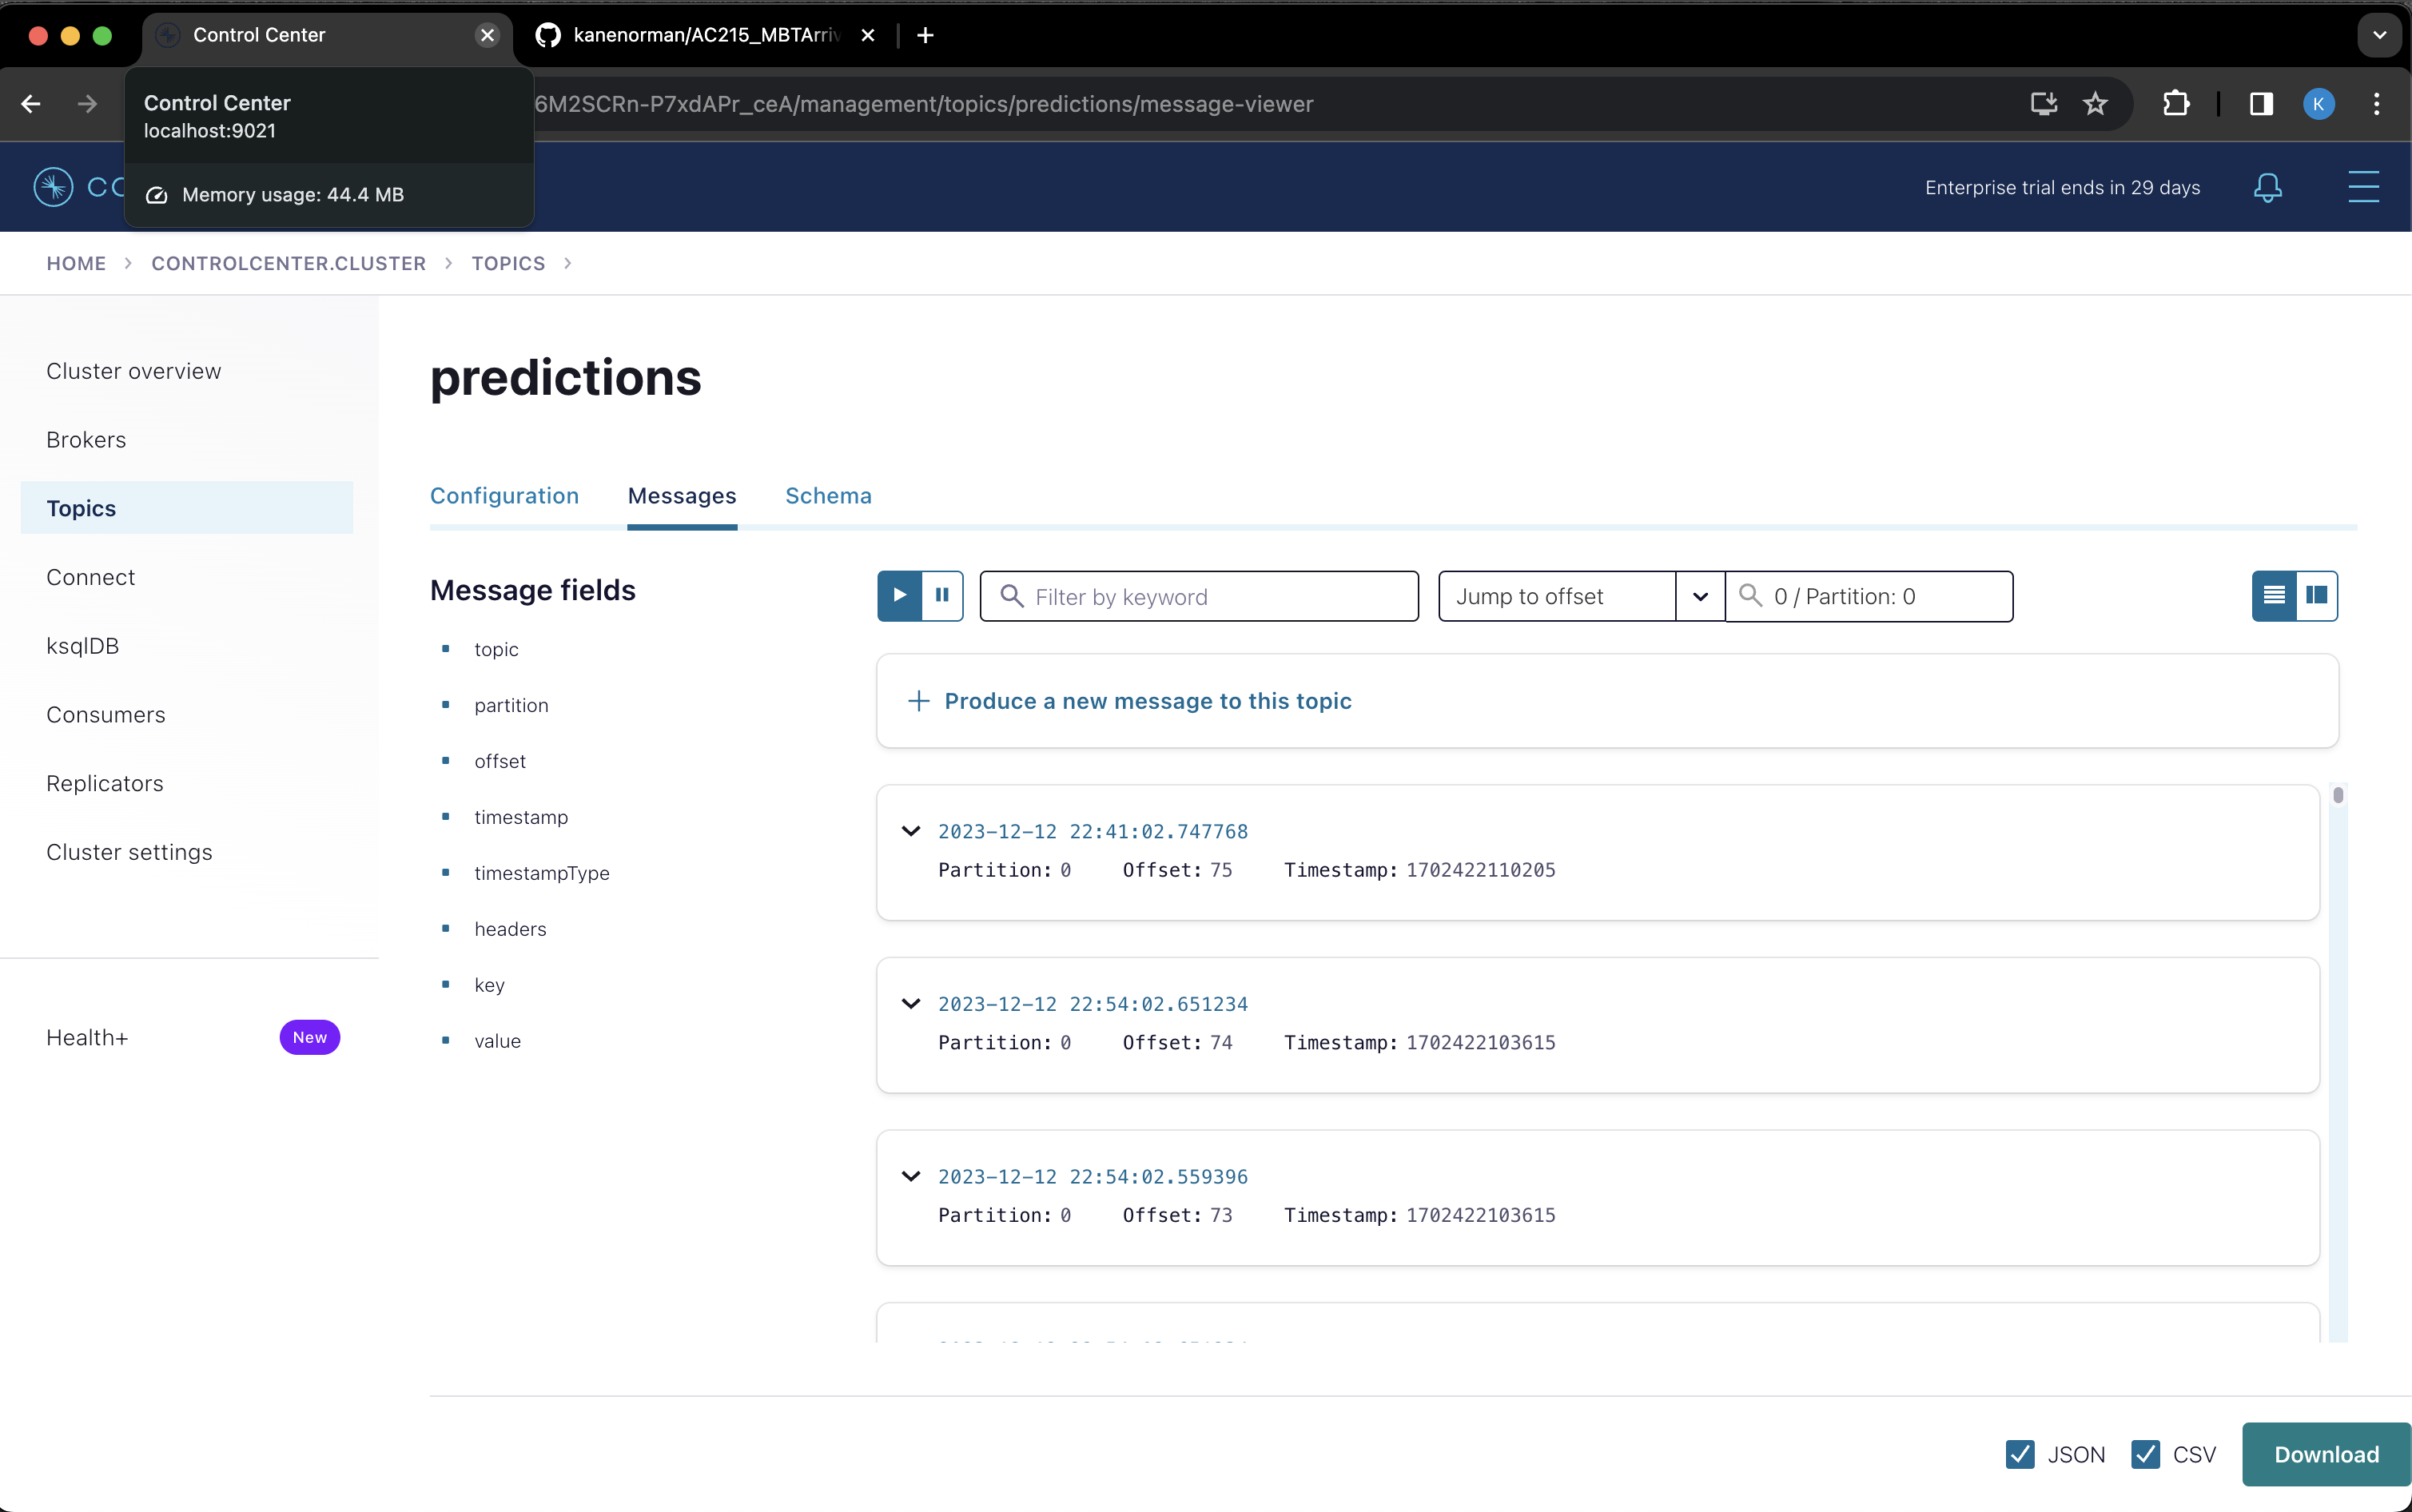 Control Center
kanenorman/AC215_MBTArriv
Control Center
localhost:9021
Memory usage: 44.4 MB
6M2SCRn-P7xdAPr_ceA/management/topics/predictions/message-viewer
K
CO
Enterprise trial ends in 29 days
HOME > CONTROLCENTER.CLUSTER > TOPICS >
Cluster overview
Brokers
Topics
Connect
ksqlDB
Consumers
Replicators
Cluster settings
Health+ New
predictions
Configuration Messages Schema
Message fields
topic
partition
offset
timestamp
timestampType
headers
key
value
Filter by keyword
Jump to offset
0 / Partition: 0
+ Produce a new message to this topic
2023-12-12 22:41:02.747768
Partition: 0 Offset: 75 Timestamp: 1702422110205
2023-12-12 22:54:02.651234
Partition: 0 Offset: 74 Timestamp: 1702422103615
2023-12-12 22:54:02.559396
Partition: 0 Offset: 73 Timestamp: 1702422103615
JSON CSV Download